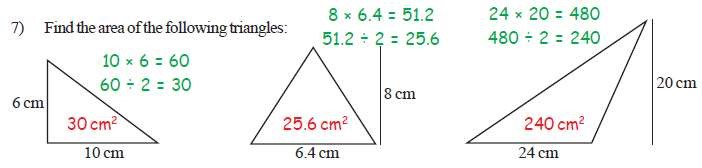 7) Find the area of the following triangles:
10 × 6 = 60
60 ÷ 2 = 30
6 cm
30 cm²
10 cm
8 × 6.4 = 51.2
51.2 ÷ 2 = 25.6
8 cm
25.6 cm²
6.4 cm
24 × 20 = 480
480 ÷ 2 = 240
20 cm
240 cm²
24 cm